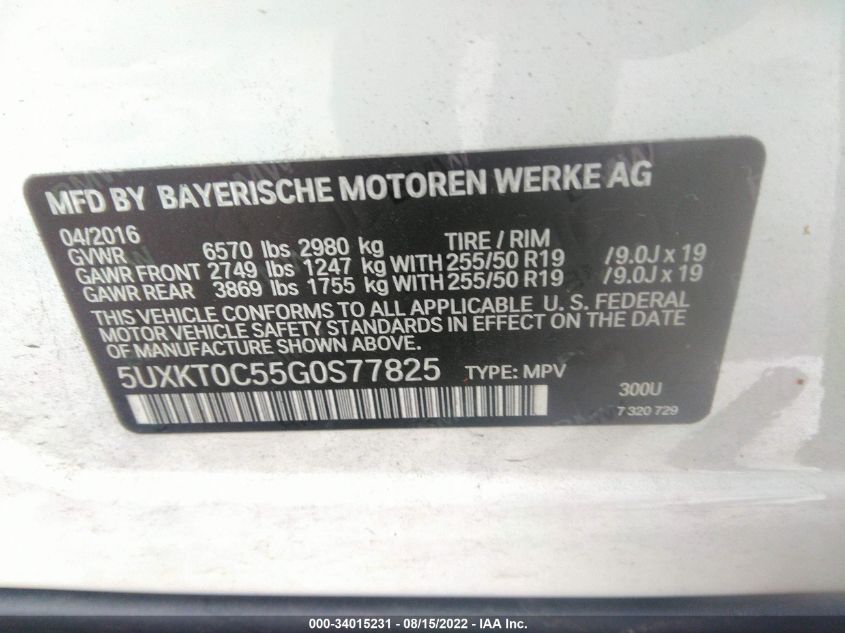 MFD BY BAYERISCHE MOTOREN WERKE AG
04/2016 TIRE / RIM
GVWR 6570 lbs 2980 kg
GAWR FRONT 2749 lbs 1247 kg WITH 255/50 R19 / 9.0J x 19
GAWR REAR 3869 lbs 1755 kg WITH 255/50 R19 / 9.0J x 19
THIS VEHICLE CONFORMS TO ALL APPLICABLE U. S. FEDERAL
MOTOR VEHICLE SAFETY STANDARDS IN EFFECT ON THE DATE
OF MANUFACTURE SHOWN ABOVE.
5UXKT0C55G0S77825 TYPE: MPV
300U
7 320 729
000-34015231 - 08/15/2022 - IAA Inc.